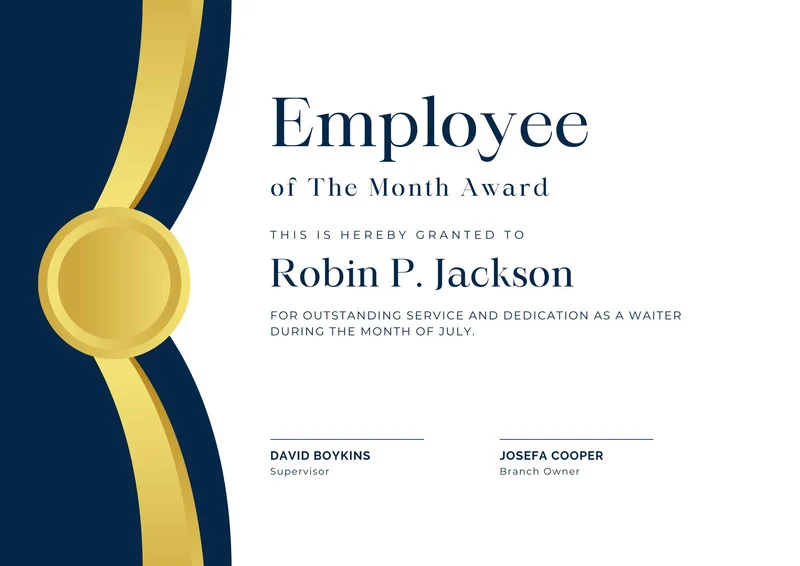 Employee
of The Month Award
THIS IS HEREBY GRANTED TO
Robin P. Jackson
FOR OUTSTANDING SERVICE AND DEDICATION AS A WAITER
DURING THE MONTH OF JULY.
DAVID BOYKINS
Supervisor
JOSEFA COOPER
Branch Owner